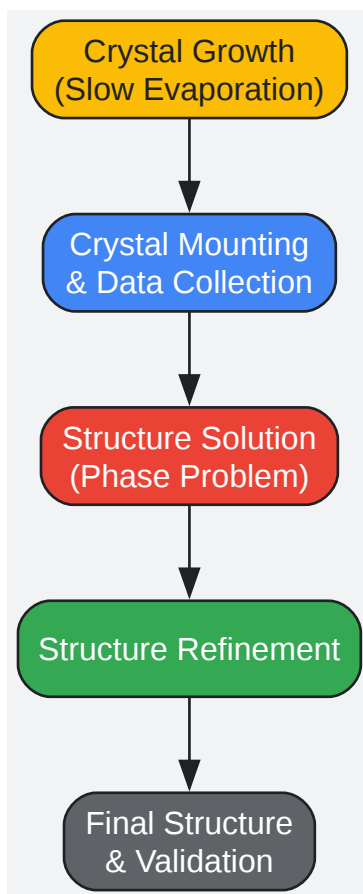 Crystal Growth
(Slow Evaporation)
Crystal Mounting
& Data Collection
Structure Solution
(Phase Problem)
Structure Refinement
Final Structure
& Validation